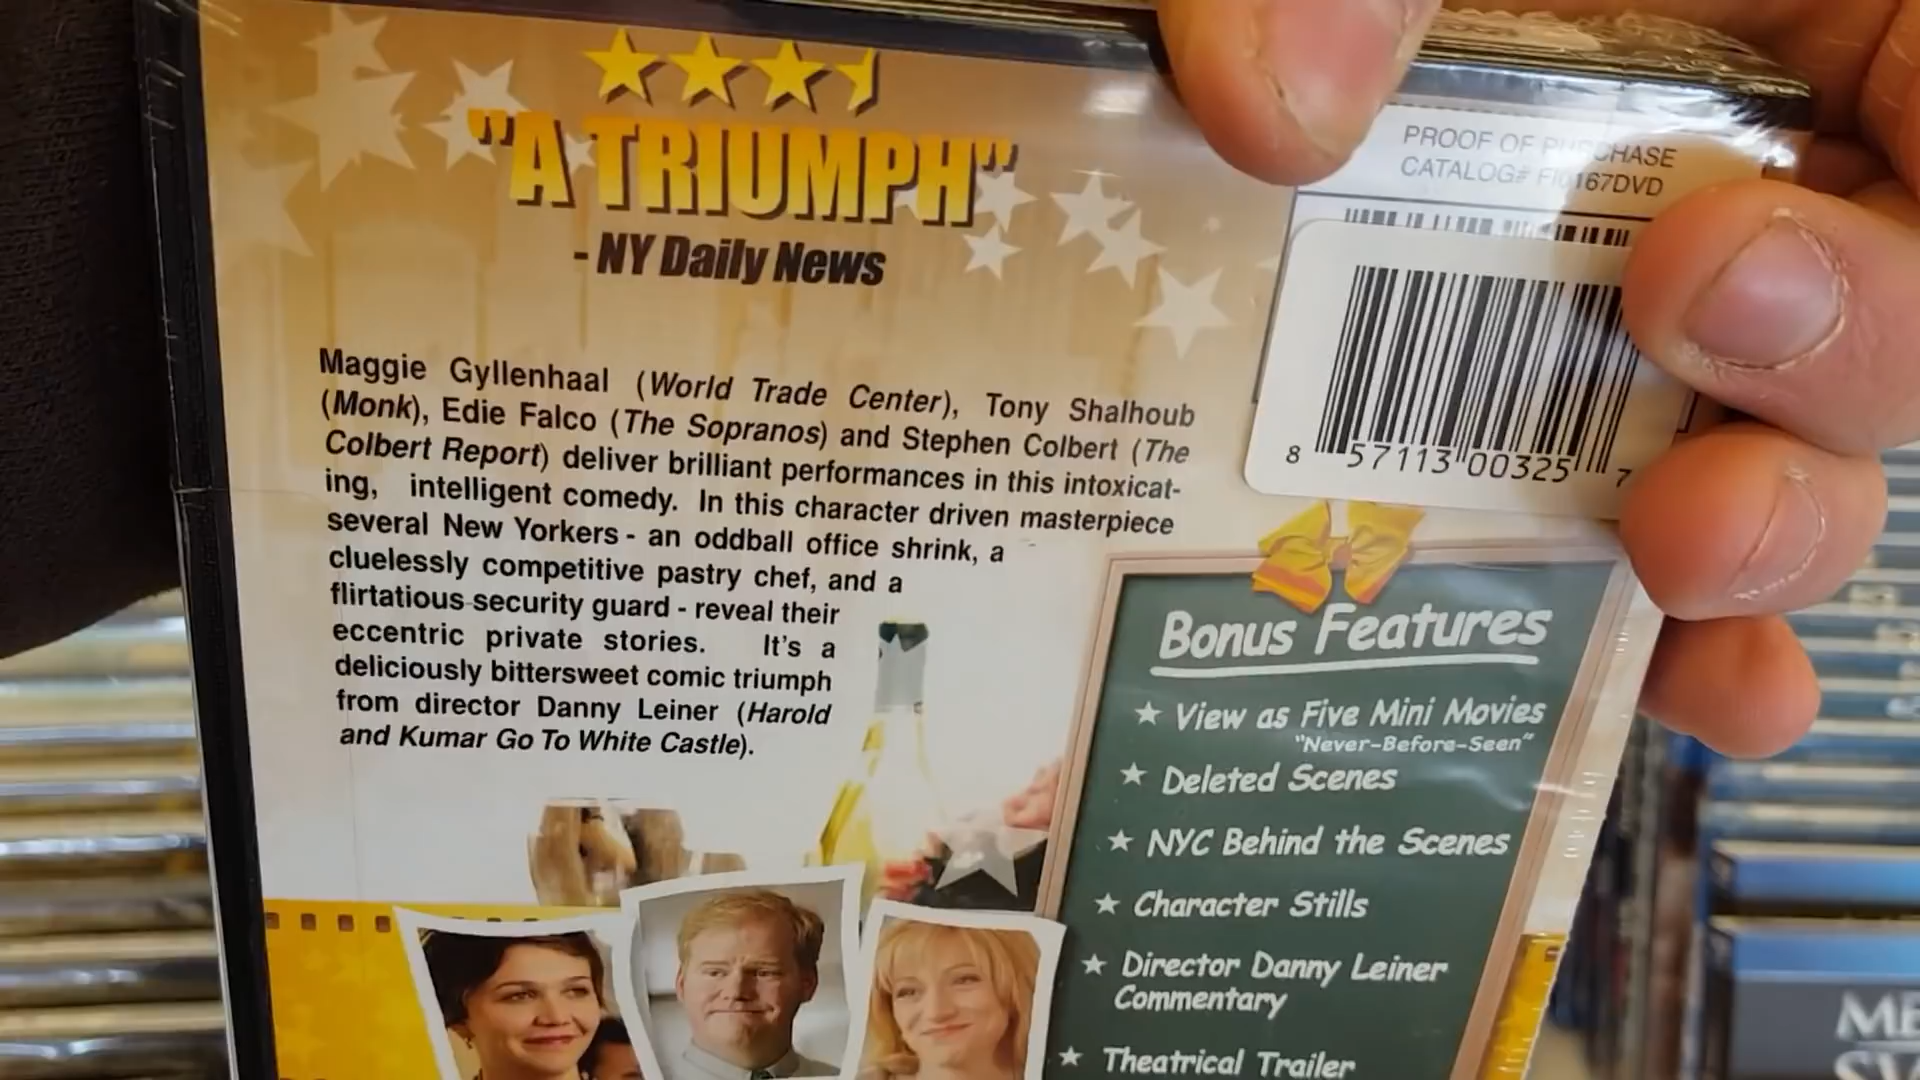 "A TRIUMPH"
- NY Daily News
PROOF OF PURCHASE
CATALOG# FI0167DVD
8 57113 00325 7
Maggie Gyllenhaal (World Trade Center), Tony Shalhoub
(Monk), Edie Falco (The Sopranos) and Stephen Colbert (The
Colbert Report) deliver brilliant performances in this intoxicat-
ing, intelligent comedy. In this character driven masterpiece
several New Yorkers - an oddball office shrink, a
cluelessly competitive pastry chef, and a
flirtatious security guard - reveal their
eccentric private stories. It's a
deliciously bittersweet comic triumph
from director Danny Leiner (Harold
and Kumar Go To White Castle).
Bonus Features
View as Five Mini Movies
"Never-Before-Seen"
Deleted Scenes
NYC Behind the Scenes
Character Stills
Director Danny Leiner
Commentary
Theatrical Trailer